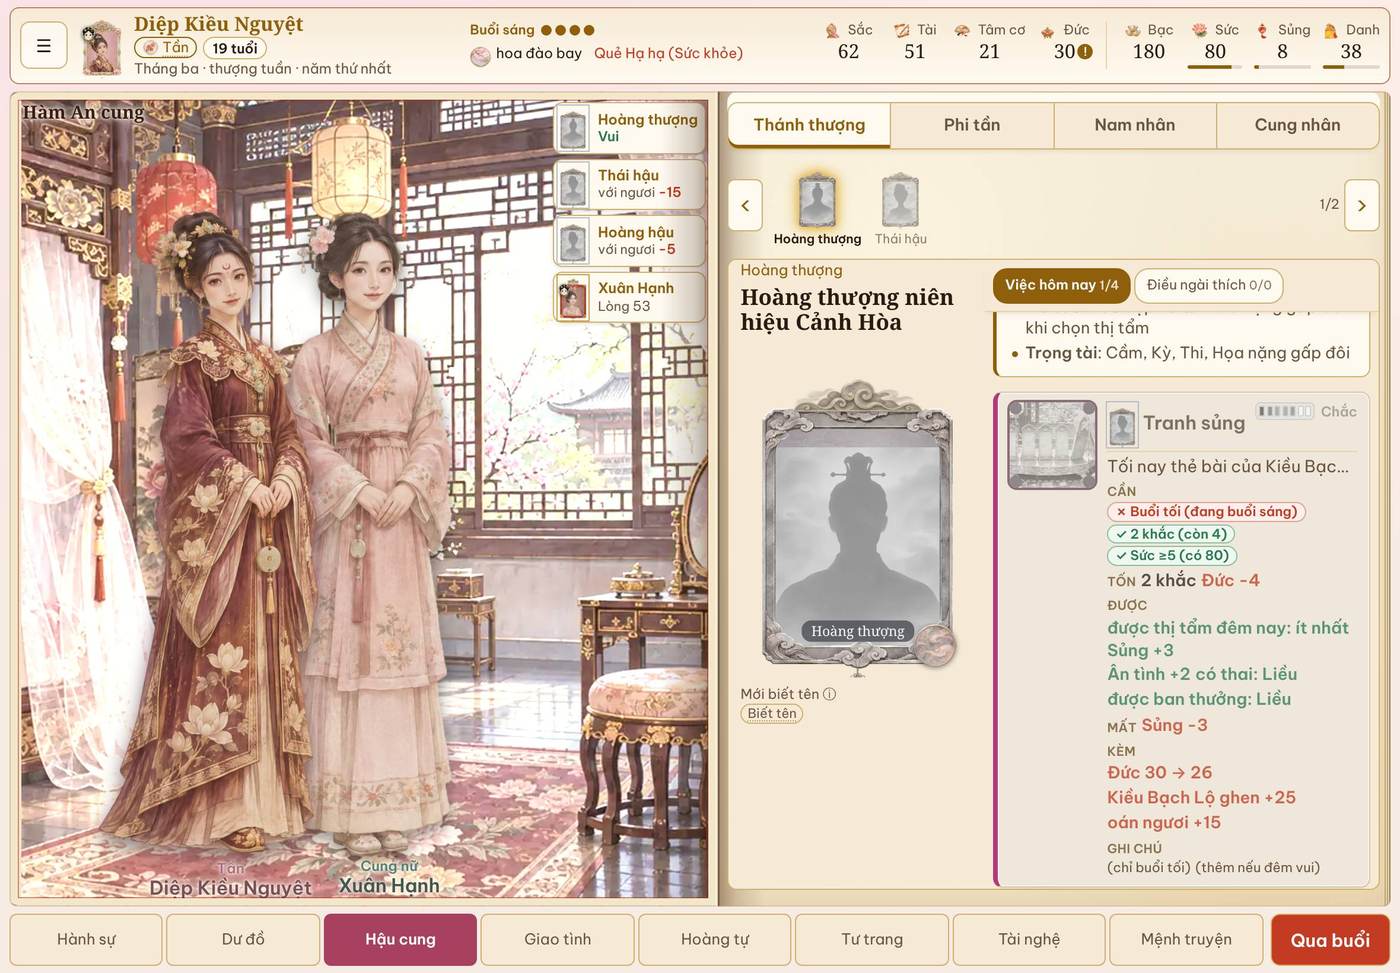 ☰
Diệp Kiều Nguyệt
Tần
19 tuổi
Tháng ba · thượng tuần · năm thứ nhất
Buổi sáng
hoa đào bay
Quẻ Hạ hạ (Sức khỏe)
Sắc
62
Tài
51
Tâm cơ
21
Đức
30
!
Bạc
180
Sức
80
Sủng
8
Danh
38
Hàm An cung
Hoàng thượng
Vui
Thái hậu
với ngươi -15
Hoàng hậu
với ngươi -5
Xuân Hạnh
Lòng 53
Tần
Diệp Kiều Nguyệt
Cung nữ
Xuân Hạnh
Thánh thượng
Phi tần
Nam nhân
Cung nhân
Hoàng thượng
Thái hậu
1/2
Hoàng thượng
Hoàng thượng niên
hiệu Cảnh Hòa
Hoàng thượng
Mới biết tên ⓘ
Biết tên
Việc hôm nay 1/4
Điều ngài thích 0/0
khi chọn thị tẩm
• Trọng tài: Cầm, Kỳ, Thi, Họa nặng gấp đôi
Tranh sủng
Chắc
Tối nay thẻ bài của Kiều Bạc...
CẦN
× Buổi tối (đang buổi sáng)
✓ 2 khắc (còn 4)
✓ Sức ≥5 (có 80)
TỐN 2 khắc Đức -4
ĐƯỢC
được thị tẩm đêm nay: ít nhất
Sủng +3
Ân tình +2 có thai: Liều
được ban thưởng: Liều
MẤT Sủng -3
KÈM
Đức 30 → 26
Kiều Bạch Lộ ghen +25
oán ngươi +15
GHI CHÚ
(chỉ buổi tối) (thêm nếu đêm vui)
Hành sự
Dư đồ
Hậu cung
Giao tình
Hoàng tự
Tư trang
Tài nghệ
Mệnh truyện
Qua buổi